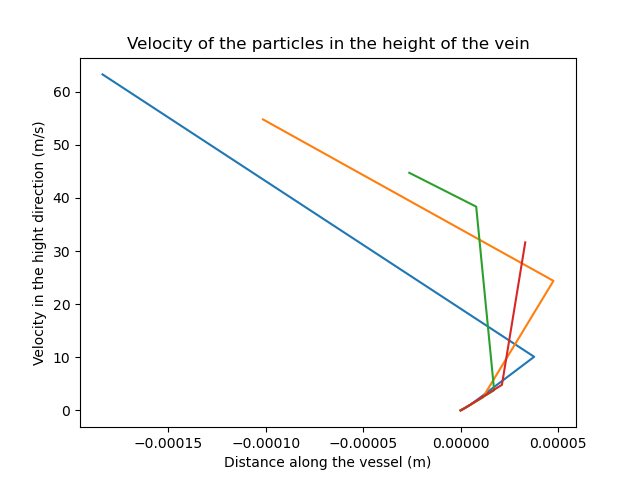 Velocity of the particles in the height of the vein
Velocity in the hight direction (m/s)
60
50
40
30
20
10
0
−0.00015 −0.00010 −0.00005 0.00000 0.00005
Distance along the vessel (m)